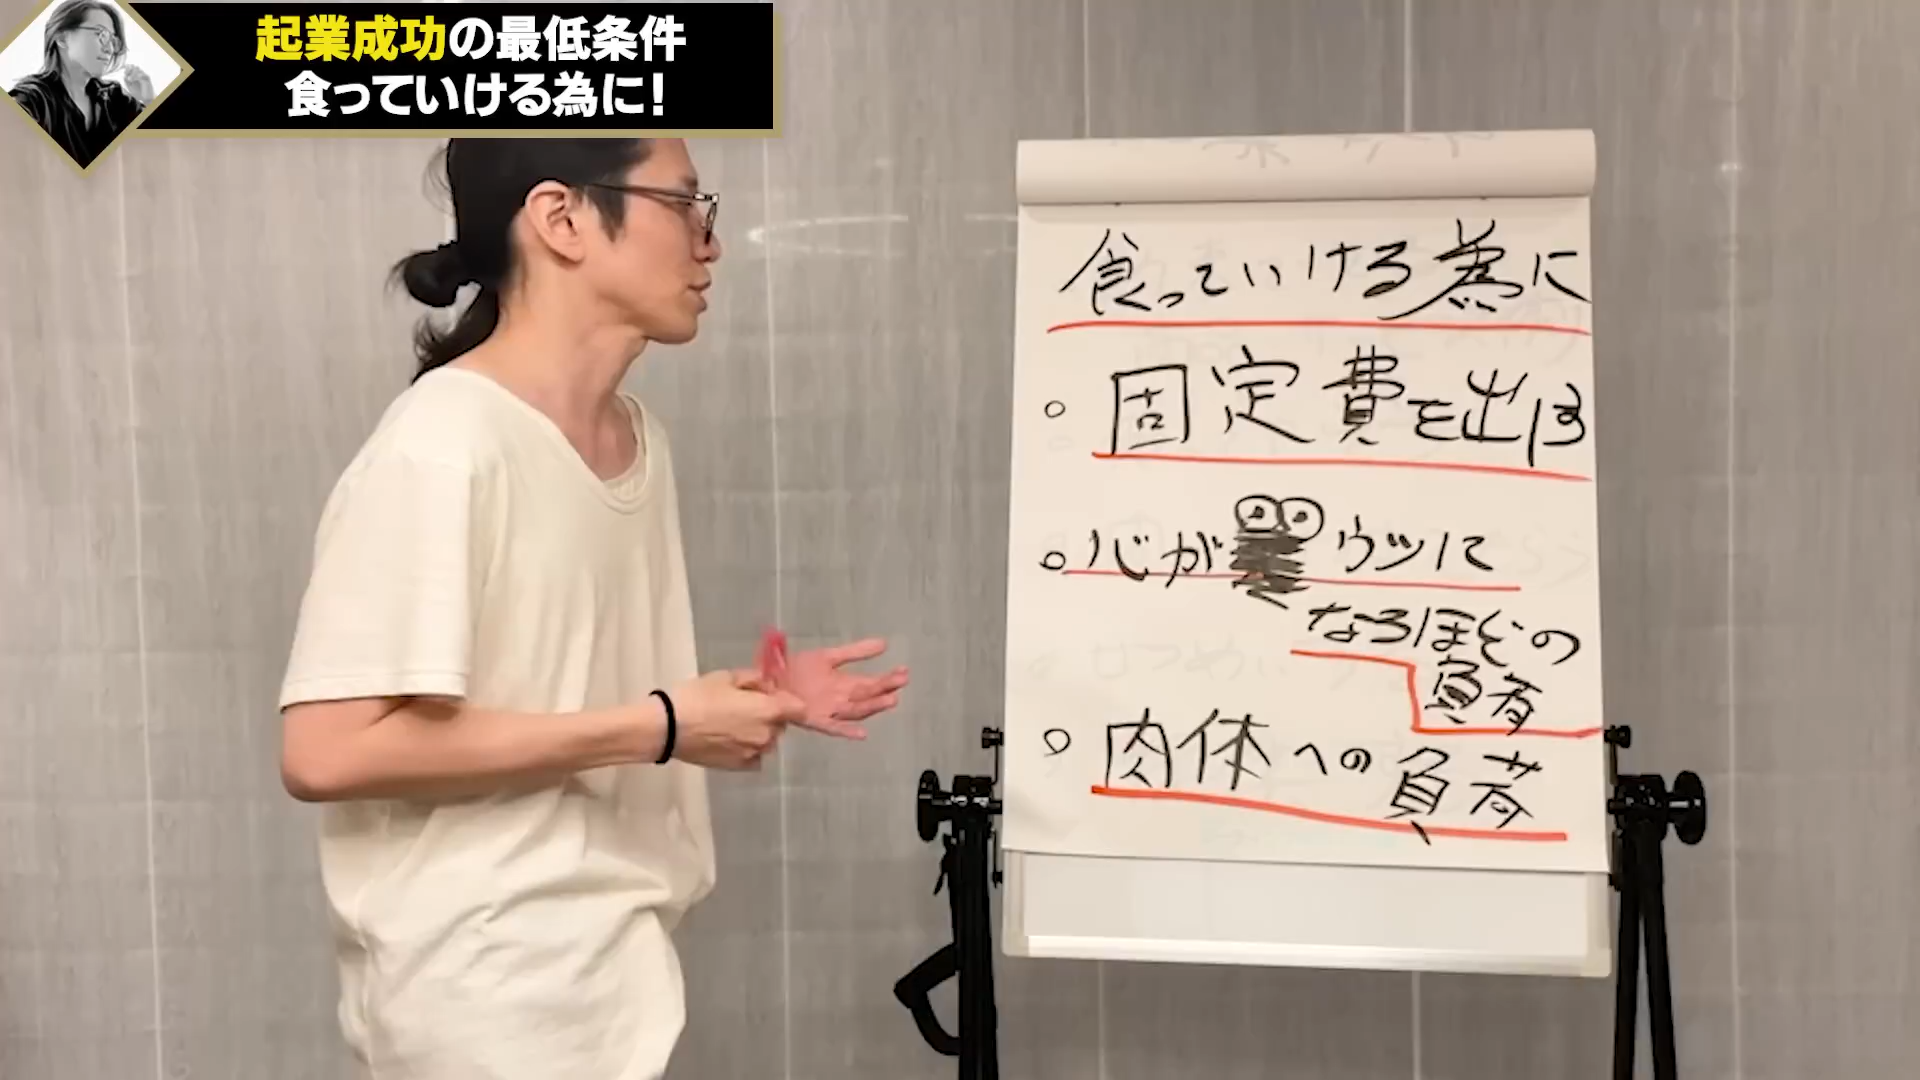 起業成功の最低条件
食っていける為に!
食っていける為に
。固定費を出す
。心がウツに
なるほどの
負荷
。肉体への負荷